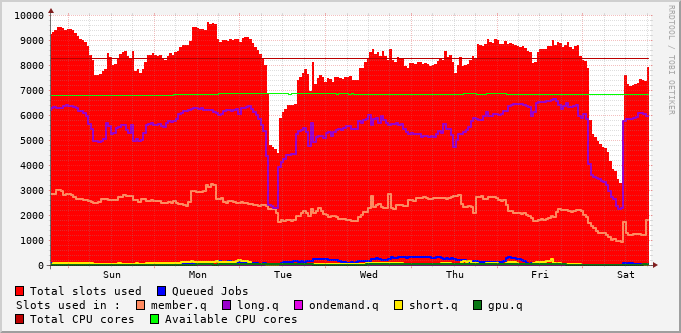 10000
9000
8000
7000
6000
5000
4000
3000
2000
1000
0
Sun Mon Tue Wed Thu Fri Sat
RRDTOOL / TOBI OETIKER
Total slots used Queued Jobs
Slots used in : member.q long.q ondemand.q short.q gpu.q
Total CPU cores Available CPU cores